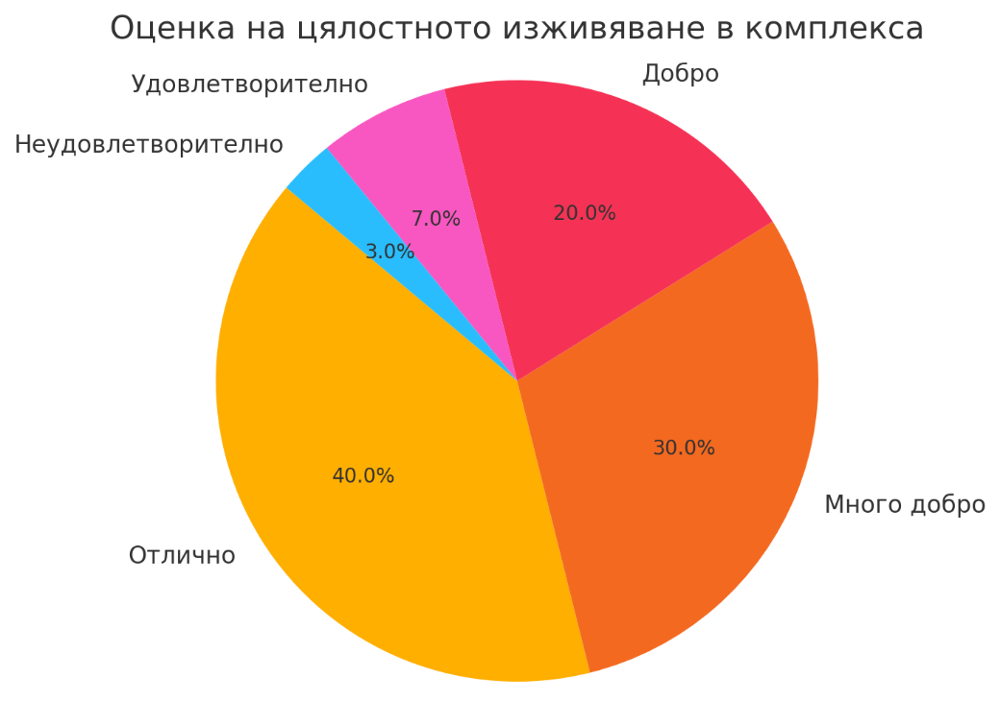 Оценка на цялостното изживяване в комплекса
Добро
Удовлетворително
Неудовлетворително
20.0%
7.0%
3.0%
30.0%
40.0%
Много добро
Отлично